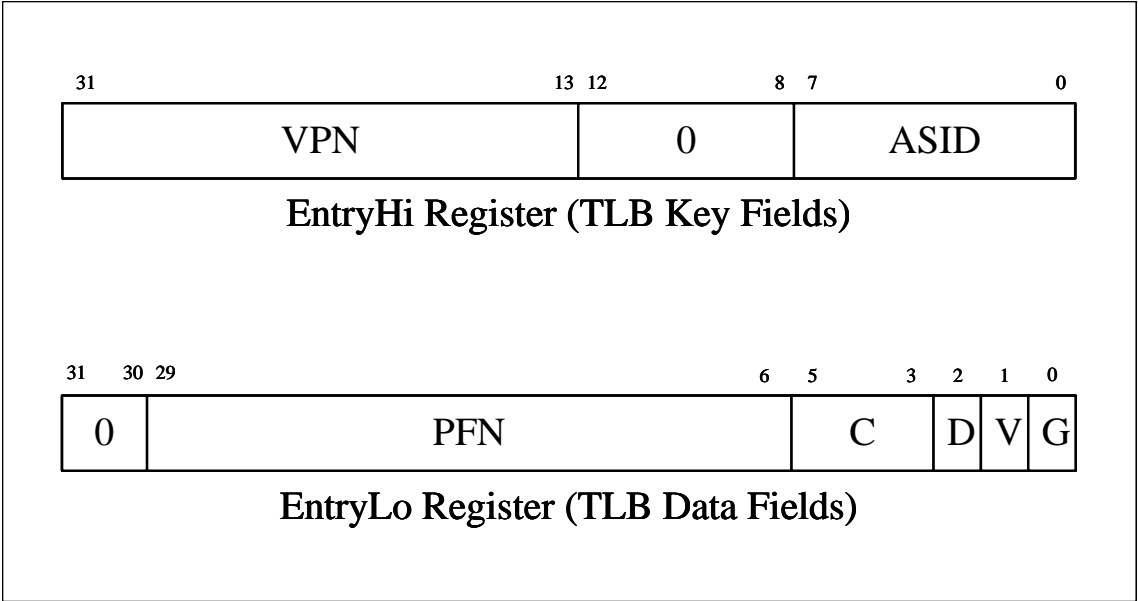 31 13 12 8 7 0
VPN 0 ASID
EntryHi Register (TLB Key Fields)
31 30 29 6 5 3 2 1 0
0 PFN C D V G
EntryLo Register (TLB Data Fields)